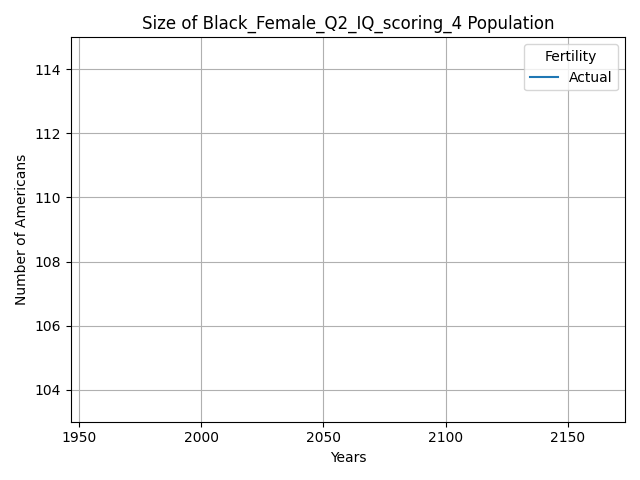 Size of Black_Female_Q2_IQ_scoring_4 Population
Fertility
Actual
114
112
110
108
106
104
Number of Americans
1950 2000 2050 2100 2150
Years